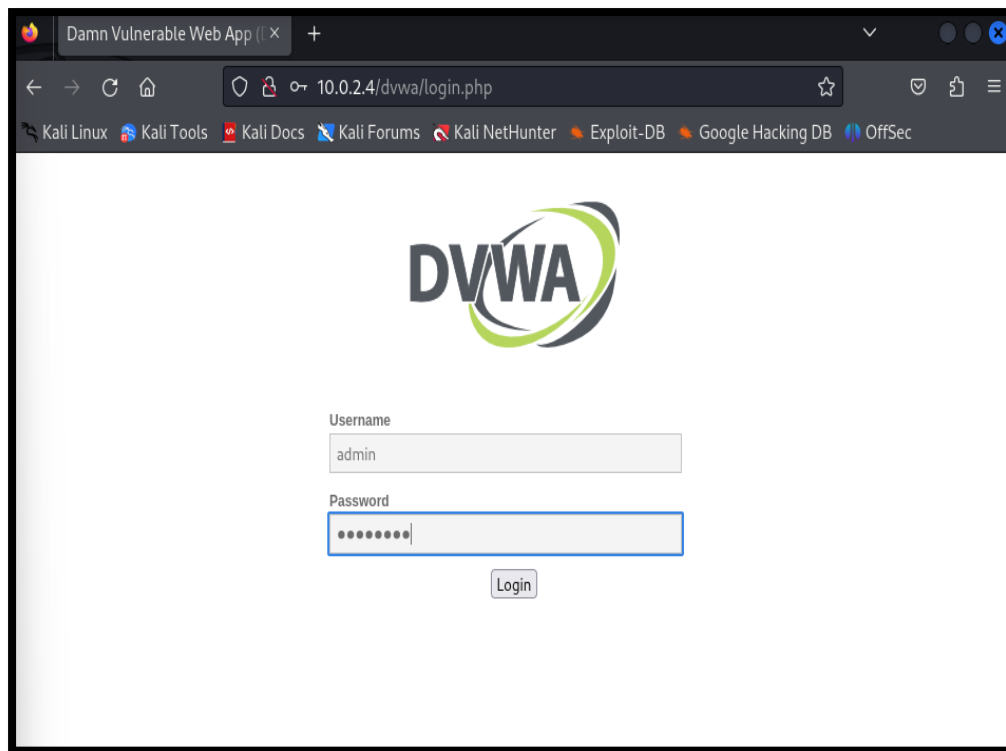 Damn Vulnerable Web App (
10.0.2.4/dvwa/login.php
Kali Linux Kali Tools Kali Docs Kali Forums Kali NetHunter Exploit-DB Google Hacking DB OffSec
DVWA
Username
admin
Password
••••••••
Login